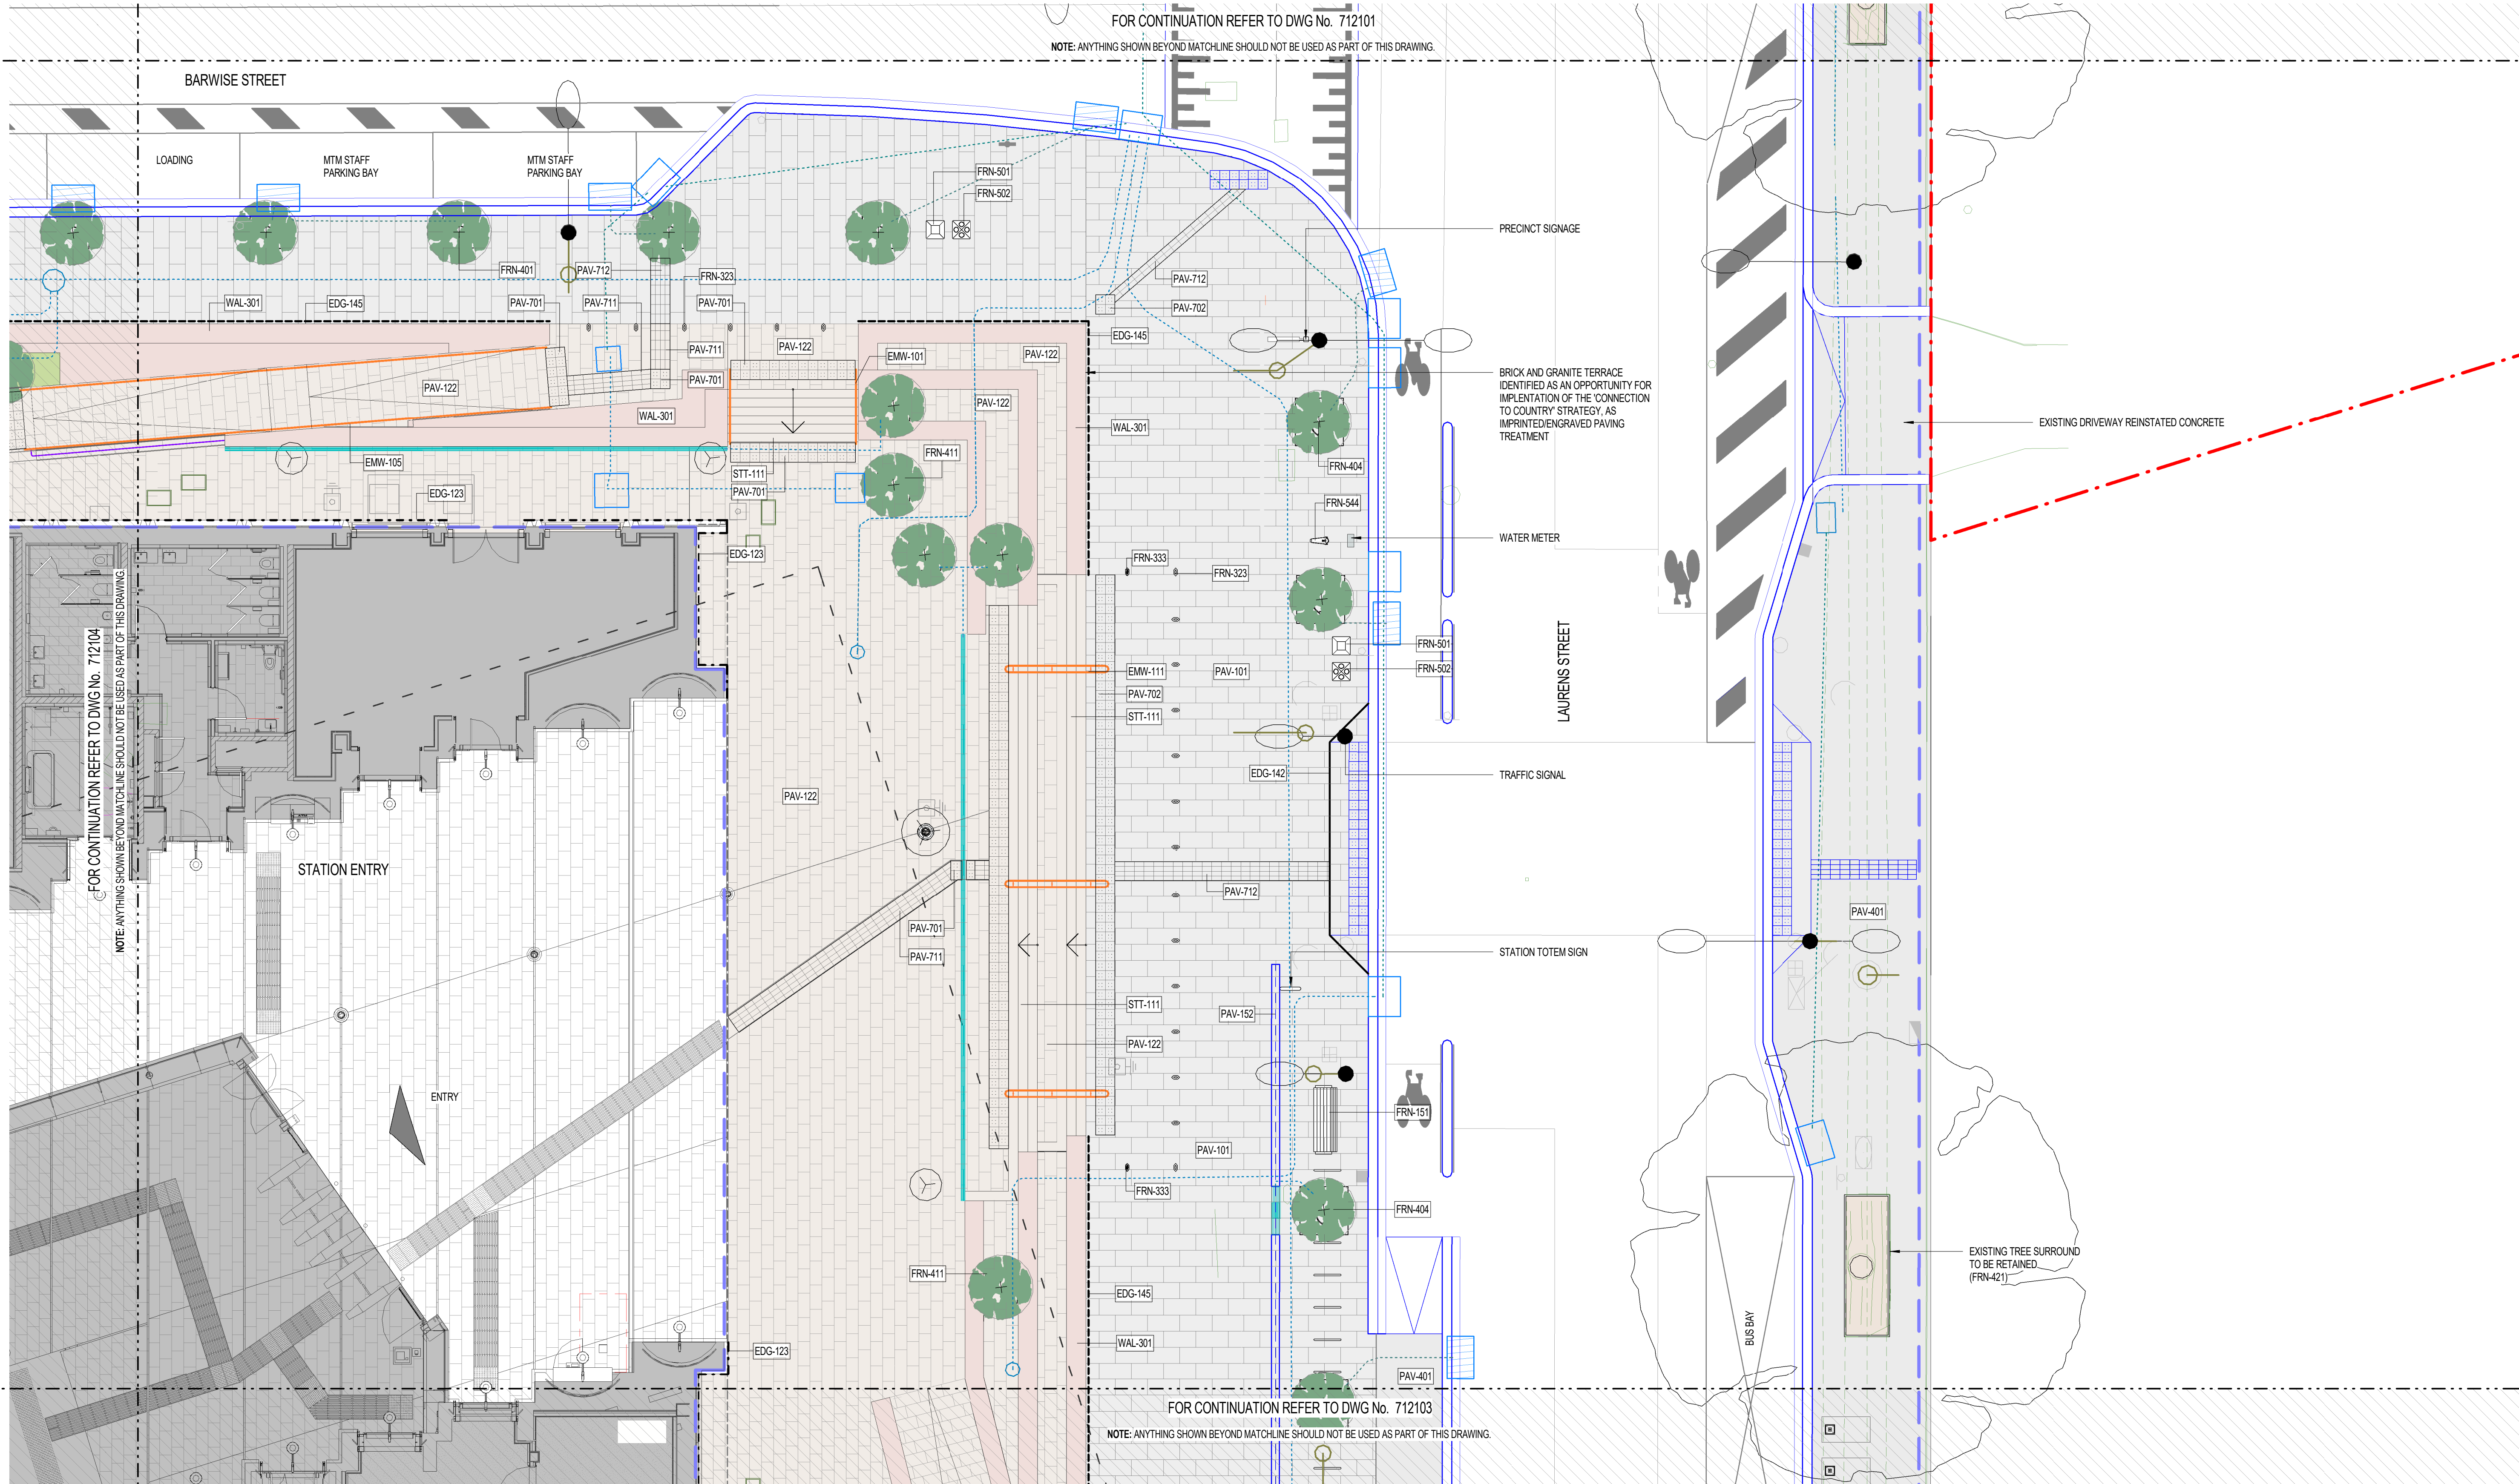 FOR CONTINUATION REFER TO DWG No. 712101
NOTE: ANYTHING SHOWN BEYOND MATCHLINE SHOULD NOT BE USED AS PART OF THIS DRAWING.
BARWISE STREET
LOADING
MTM STAFF
PARKING BAY
MTM STAFF
PARKING BAY
FRN-501
FRN-502
PRECINCT SIGNAGE
FRN-401
PAV-712
FRN-323
PAV-712
WAL-301
EDG-145
PAV-701
PAV-711
PAV-701
PAV-702
EDG-145
PAV-711
PAV-122
EMW-101
PAV-122
PAV-122
PAV-701
WAL-301
PAV-122
WAL-301
BRICK AND GRANITE TERRACE
IDENTIFIED AS AN OPPORTUNITY FOR
IMPLENTATION OF THE 'CONNECTION
TO COUNTRY' STRATEGY, AS
IMPRINTED/ENGRAVED PAVING
TREATMENT
EXISTING DRIVEWAY REINSTATED CONCRETE
EMW-105
STT-111
PAV-701
FRN-411
FRN-404
EDG-123
FRN-544
WATER METER
EDG-123
FRN-333
FRN-323
FOR CONTINUATION REFER TO DWG No. 712104
NOTE: ANYTHING SHOWN BEYOND MATCHLINE SHOULD NOT BE USED AS PART OF THIS DRAWING.
FRN-501
FRN-502
LAURENS STREET
EMW-111
PAV-101
PAV-702
STT-111
EDG-142
TRAFFIC SIGNAL
PAV-122
STATION ENTRY
PAV-712
PAV-401
PAV-701
PAV-711
STATION TOTEM SIGN
STT-111
PAV-152
PAV-122
ENTRY
FRN-151
PAV-101
FRN-333
FRN-404
FRN-411
EDG-145
EXISTING TREE SURROUND
TO BE RETAINED
(FRN-421)
WAL-301
EDG-123
BUS BAY
PAV-401
FOR CONTINUATION REFER TO DWG No. 712103
NOTE: ANYTHING SHOWN BEYOND MATCHLINE SHOULD NOT BE USED AS PART OF THIS DRAWING.